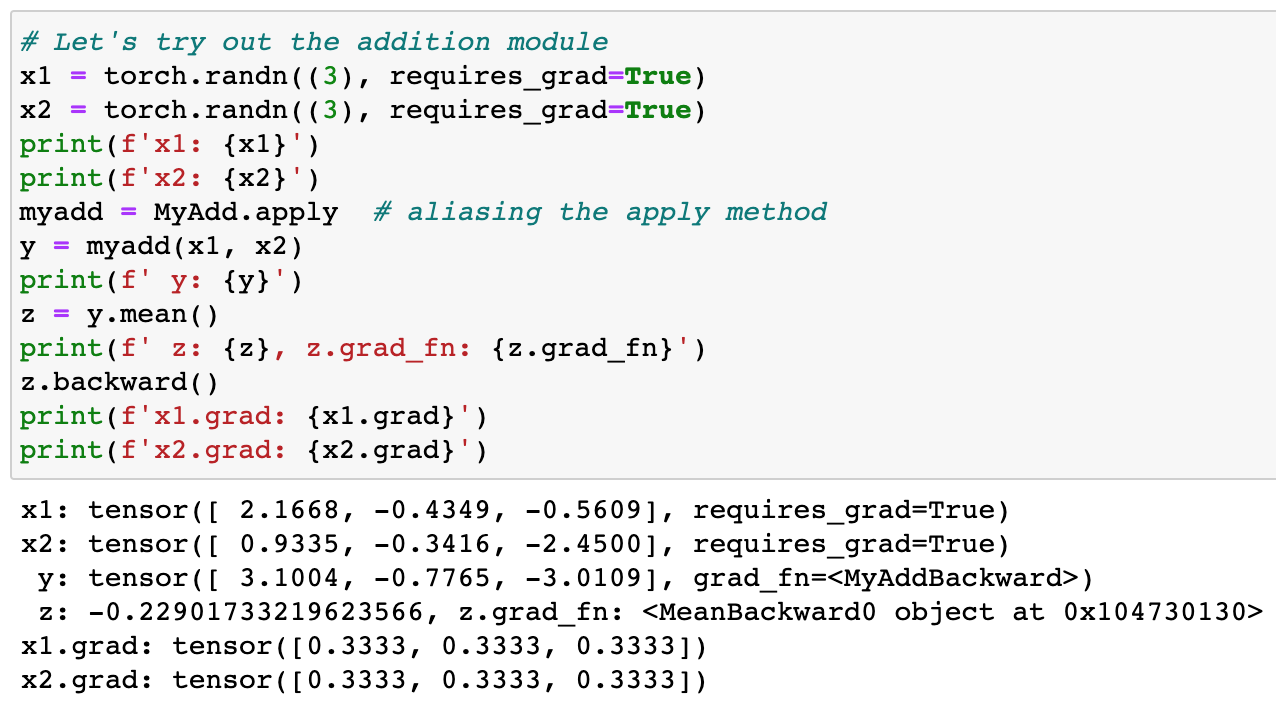 # Let's try out the addition module
x1 = torch.randn((3), requires_grad=True)
x2 = torch.randn((3), requires_grad=True)
print(f'x1: {x1}')
print(f'x2: {x2}')
myadd = MyAdd.apply  # aliasing the apply method
y = myadd(x1, x2)
print(f' y: {y}')
z = y.mean()
print(f' z: {z}, z.grad_fn: {z.grad_fn}')
z.backward()
print(f'x1.grad: {x1.grad}')
print(f'x2.grad: {x2.grad}')
x1: tensor([ 2.1668, -0.4349, -0.5609], requires_grad=True)
x2: tensor([ 0.9335, -0.3416, -2.4500], requires_grad=True)
 y: tensor([ 3.1004, -0.7765, -3.0109], grad_fn=<MyAddBackward>)
 z: -0.22901733219623566, z.grad_fn: <MeanBackward0 object at 0x104730130>
x1.grad: tensor([0.3333, 0.3333, 0.3333])
x2.grad: tensor([0.3333, 0.3333, 0.3333])